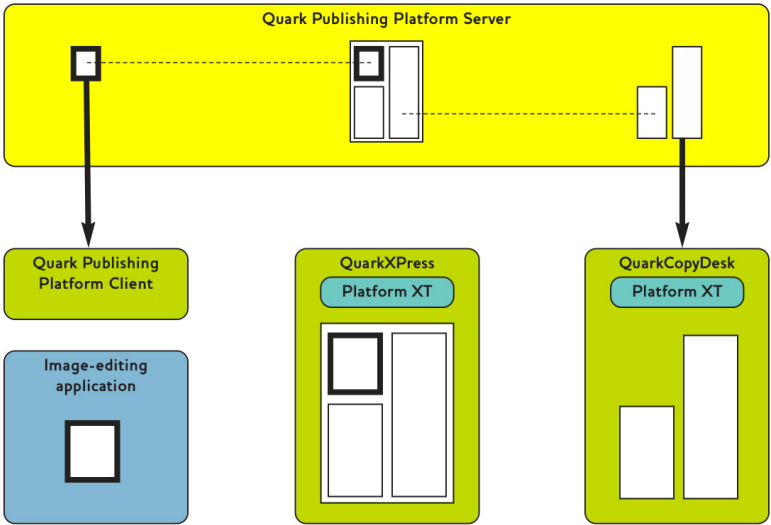 Quark Publishing Platform Server
Quark Publishing
Platform Client
QuarkXPress
Platform XT
QuarkCopyDesk
Platform XT
Image-editing
application